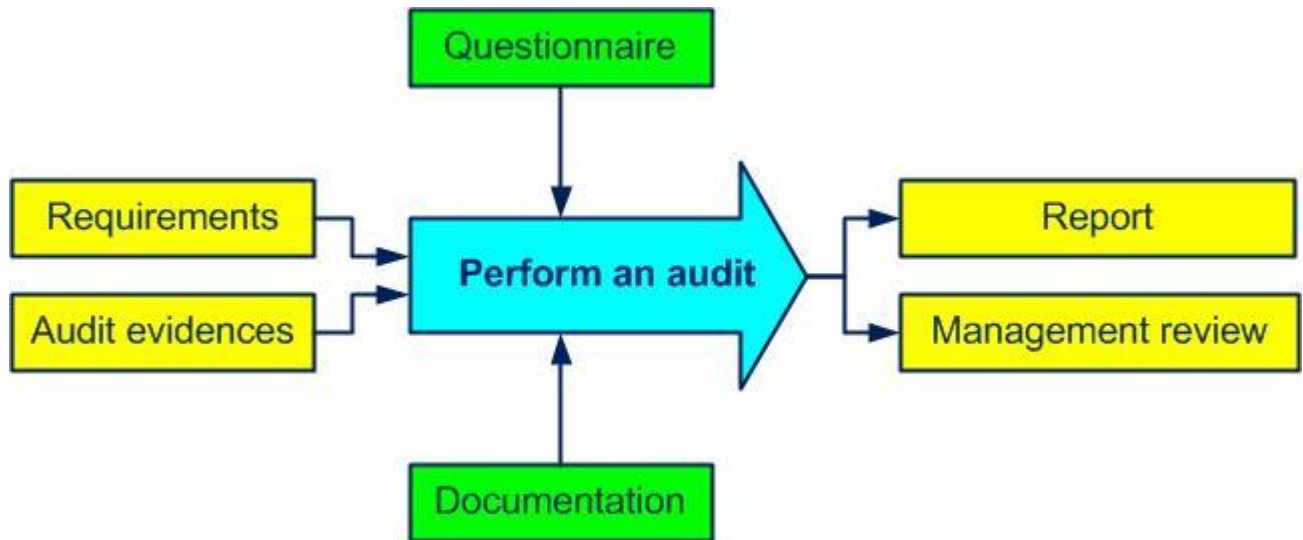 Questionnaire
Requirements
Audit evidences
Perform an audit
Report
Management review
Documentation